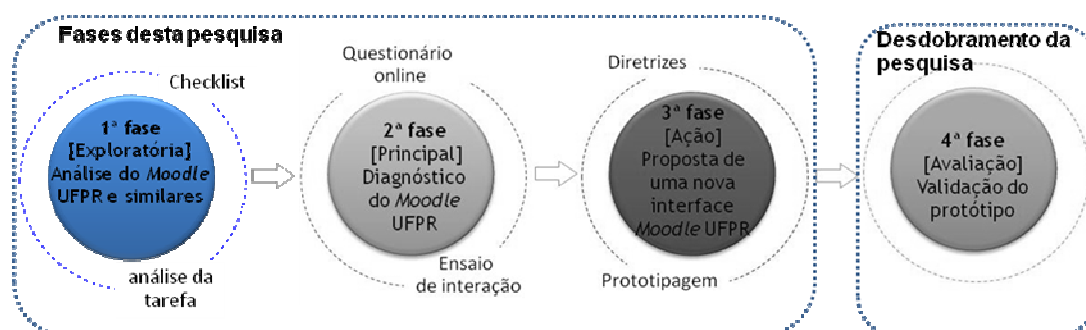 Fases desta pesquisa
Checklist
1ª fase
[Exploratória]
Análise do Moodle
UFPR e similares
análise da
tarefa
Questionário
online
2ª fase
[Principal]
Diagnóstico
do Moodle
UFPR
Ensaio
de interação
Diretrizes
3ª fase
[Ação]
Proposta de
uma nova
interface
Moodle UFPR
Prototipagem
Desdobramento da
pesquisa
4ª fase
[Avaliação]
Validação do
protótipo